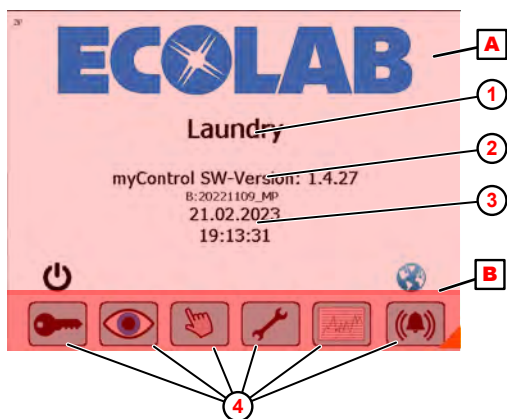 ECOLAB
A
Laundry
1
myControl SW-Version: 1.4.27
2
B:20221109_MP
21.02.2023
3
19:13:31
B
4